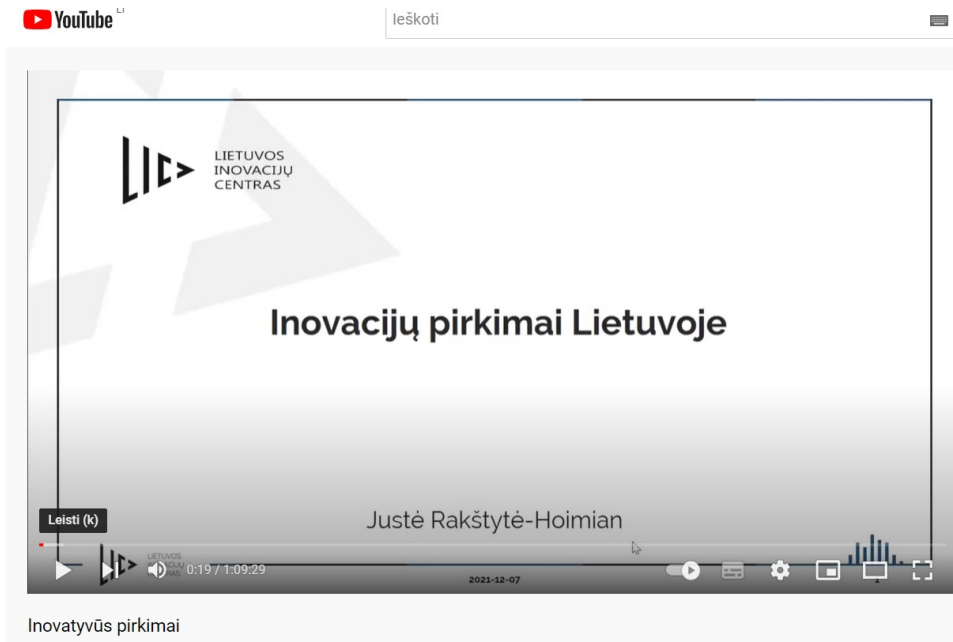 YouTube LT
Ieškoti
LIETUVOS
INOVACIJŲ
CENTRAS
Inovacijų pirkimai Lietuvoje
Leisti (k)
Justė Rakštytė-Hoimian
LIETUVOS
0:19 / 1:09:29
2021-12-07
Inovatyvūs pirkimai